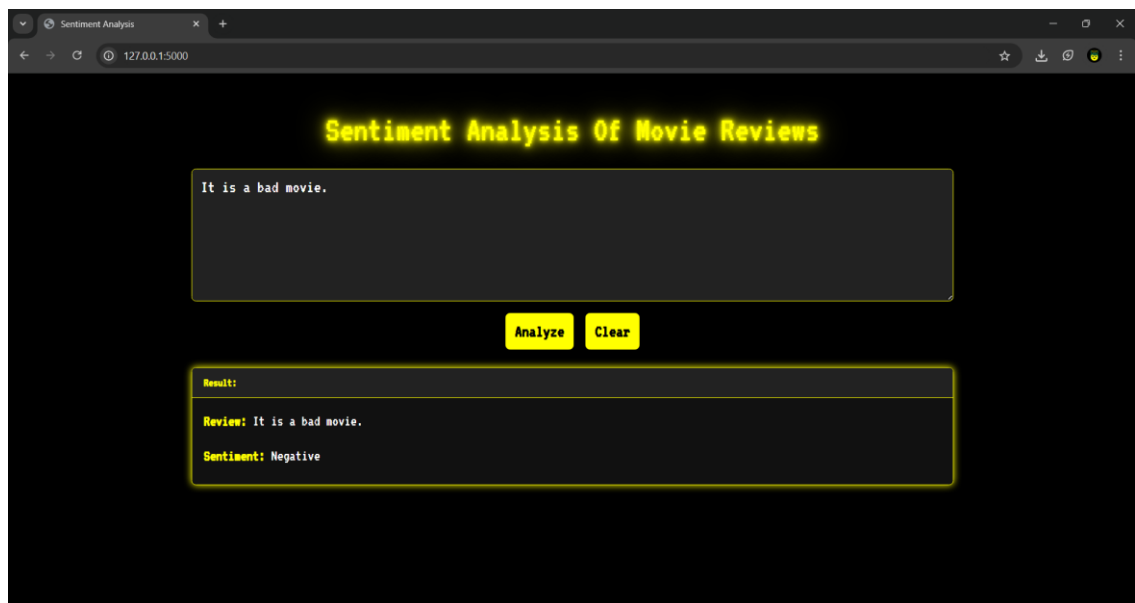 Sentiment Analysis
127.0.0.1:5000
Sentiment Analysis Of Movie Reviews
It is a bad movie.
Analyze Clear
Result:
Review: It is a bad movie.
Sentiment: Negative